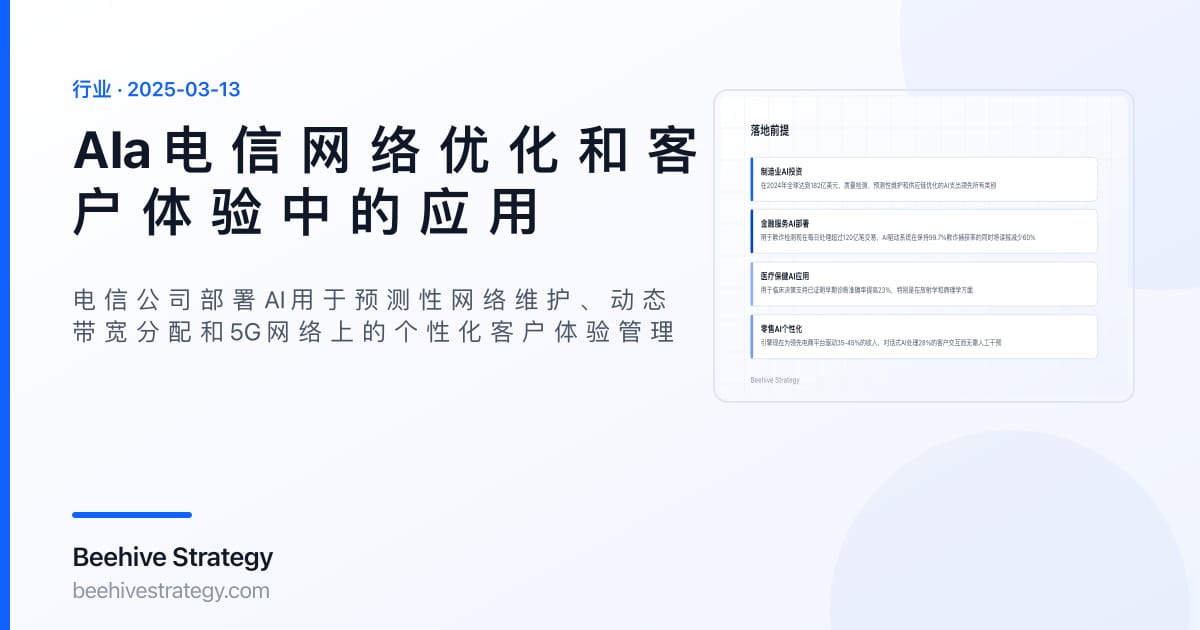 行业 · 2025-03-13
AIa电信网络优化和客
户体验中的应用
电信公司部署AI用于预测性网络维护、动态
带宽分配和5G网络上的个性化客户体验管理
Beehive Strategy
beehivestrategy.com
落地前提
制造业AI投资
在2024年全球达到182亿美元，质量检测、预测性维护和供应链优化的AI支出领先所有类别
金融服务AI部署
用于欺诈检测现在每日处理超过120亿笔交易，AI驱动系统在保持99.7%欺诈捕获率的同时将误报减少60%
医疗保健AI应用
用于临床决策支持已证明早期诊断准确率提高23%，特别是在放射学和病理学方面
零售AI个性化
引擎现在为领先电商平台驱动35-45%的收入，对话式AI处理28%的客户交互而无需人工干预
Beehive Strategy